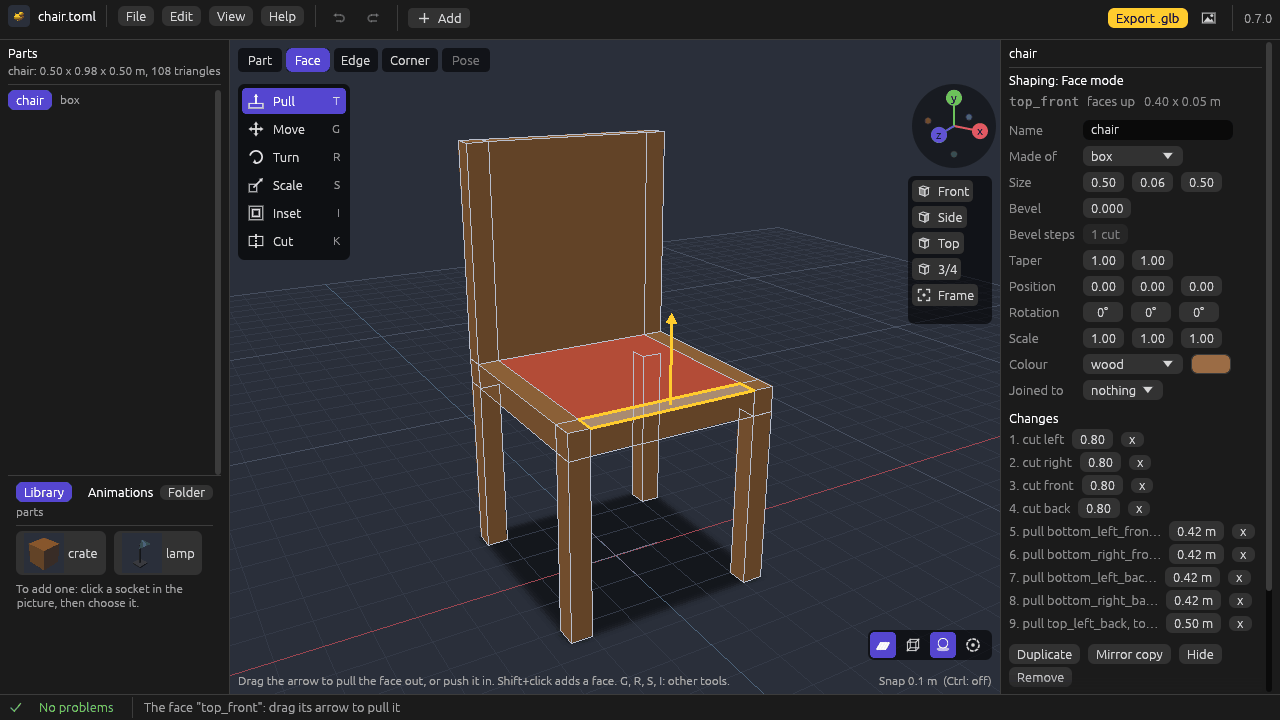 chair.toml File Edit View Help + Add Export .glb 0.7.0
Parts
chair: 0.50 x 0.98 x 0.50 m, 108 triangles
chair box
Library Animations Folder
parts
crate lamp
To add one: click a socket in the
picture, then choose it.
Part Face Edge Corner Pose
Pull T
Move G
Turn R
Scale S
Inset I
Cut K
y
x
z
Front
Side
Top
3/4
Frame
Drag the arrow to pull the face out, or push it in. Shift+click adds a face. G, R, S, I: other tools.
Snap 0.1 m (Ctrl: off)
chair
Shaping: Face mode
top_front faces up 0.40 x 0.05 m
Name chair
Made of box
Size 0.50 0.06 0.50
Bevel 0.000
Bevel steps 1 cut
Taper 1.00 1.00
Position 0.00 0.00 0.00
Rotation 0° 0° 0°
Scale 1.00 1.00 1.00
Colour wood
Joined to nothing
Changes
1. cut left 0.80 x
2. cut right 0.80 x
3. cut front 0.80 x
4. cut back 0.80 x
5. pull bottom_left_fron... 0.42 m x
6. pull bottom_right_fro... 0.42 m x
7. pull bottom_left_bac... 0.42 m x
8. pull bottom_right_ba... 0.42 m x
9. pull top_left_back, to... 0.50 m x
Duplicate Mirror copy Hide
Remove
No problems The face "top_front": drag its arrow to pull it